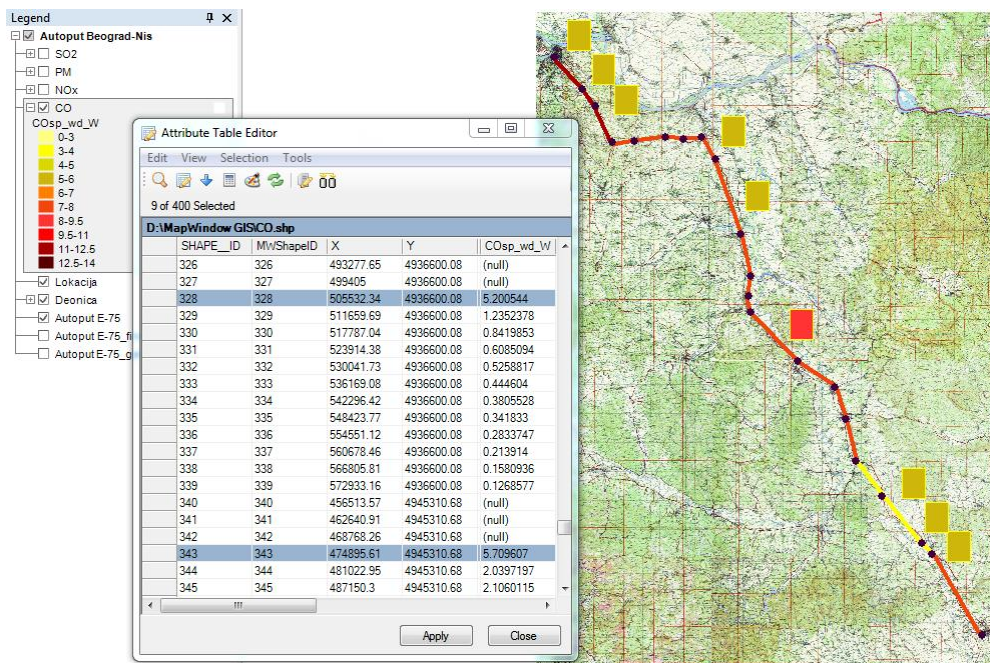 Legend
Autoput Beograd-Nis
SO2
PM
NOx
CO
COsp_wd_W
0-3
3-4
4-5
5-6
6-7
7-8
8-9.5
9.5-11
11-12.5
12.5-14
Lokacija
Deonica
Autoput E-75
Autoput E-75_fi
Autoput E-75_g
Attribute Table Editor
Edit View Selection Tools
9 of 400 Selected
D:\MapWindow GIS\CO.shp
SHAPE__ID MWShapeID X Y COsp_wd_W
326 326 493277.65 4936600.08 (null)
327 327 499405 4936600.08 (null)
328 328 505532.34 4936600.08 5.200544
329 329 511659.69 4936600.08 1.2352378
330 330 517787.04 4936600.08 0.8419853
331 331 523914.38 4936600.08 0.6085094
332 332 530041.73 4936600.08 0.5258817
333 333 536169.08 4936600.08 0.444604
334 334 542296.42 4936600.08 0.3805528
335 335 548423.77 4936600.08 0.341833
336 336 554551.12 4936600.08 0.2833747
337 337 560678.46 4936600.08 0.213914
338 338 566805.81 4936600.08 0.1580936
339 339 572933.16 4936600.08 0.1268577
340 340 456513.57 4945310.68 (null)
341 341 462640.91 4945310.68 (null)
342 342 468768.26 4945310.68 (null)
343 343 474895.61 4945310.68 5.709607
344 344 481022.95 4945310.68 2.0397197
345 345 487150.3 4945310.68 2.1060115
Apply Close